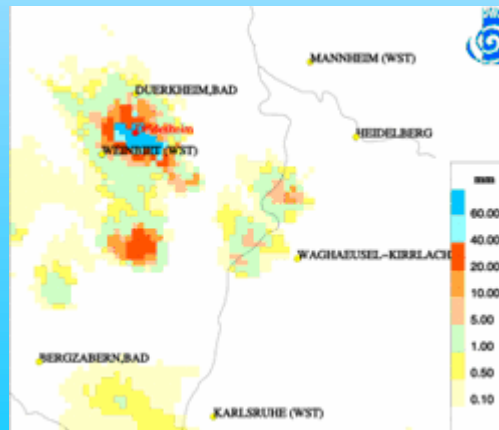 MANNHEIM (WST)
DUERKHEIM,BAD
HEIDELBERG
WEINBIET (WST)
mm
60.00
40.00
WAGHAEUSEL-KIRRLACH
20.00
10.00
5.00
1.00
BERGZABERN,BAD
0.50
0.10
KARLSRUHE (WST)